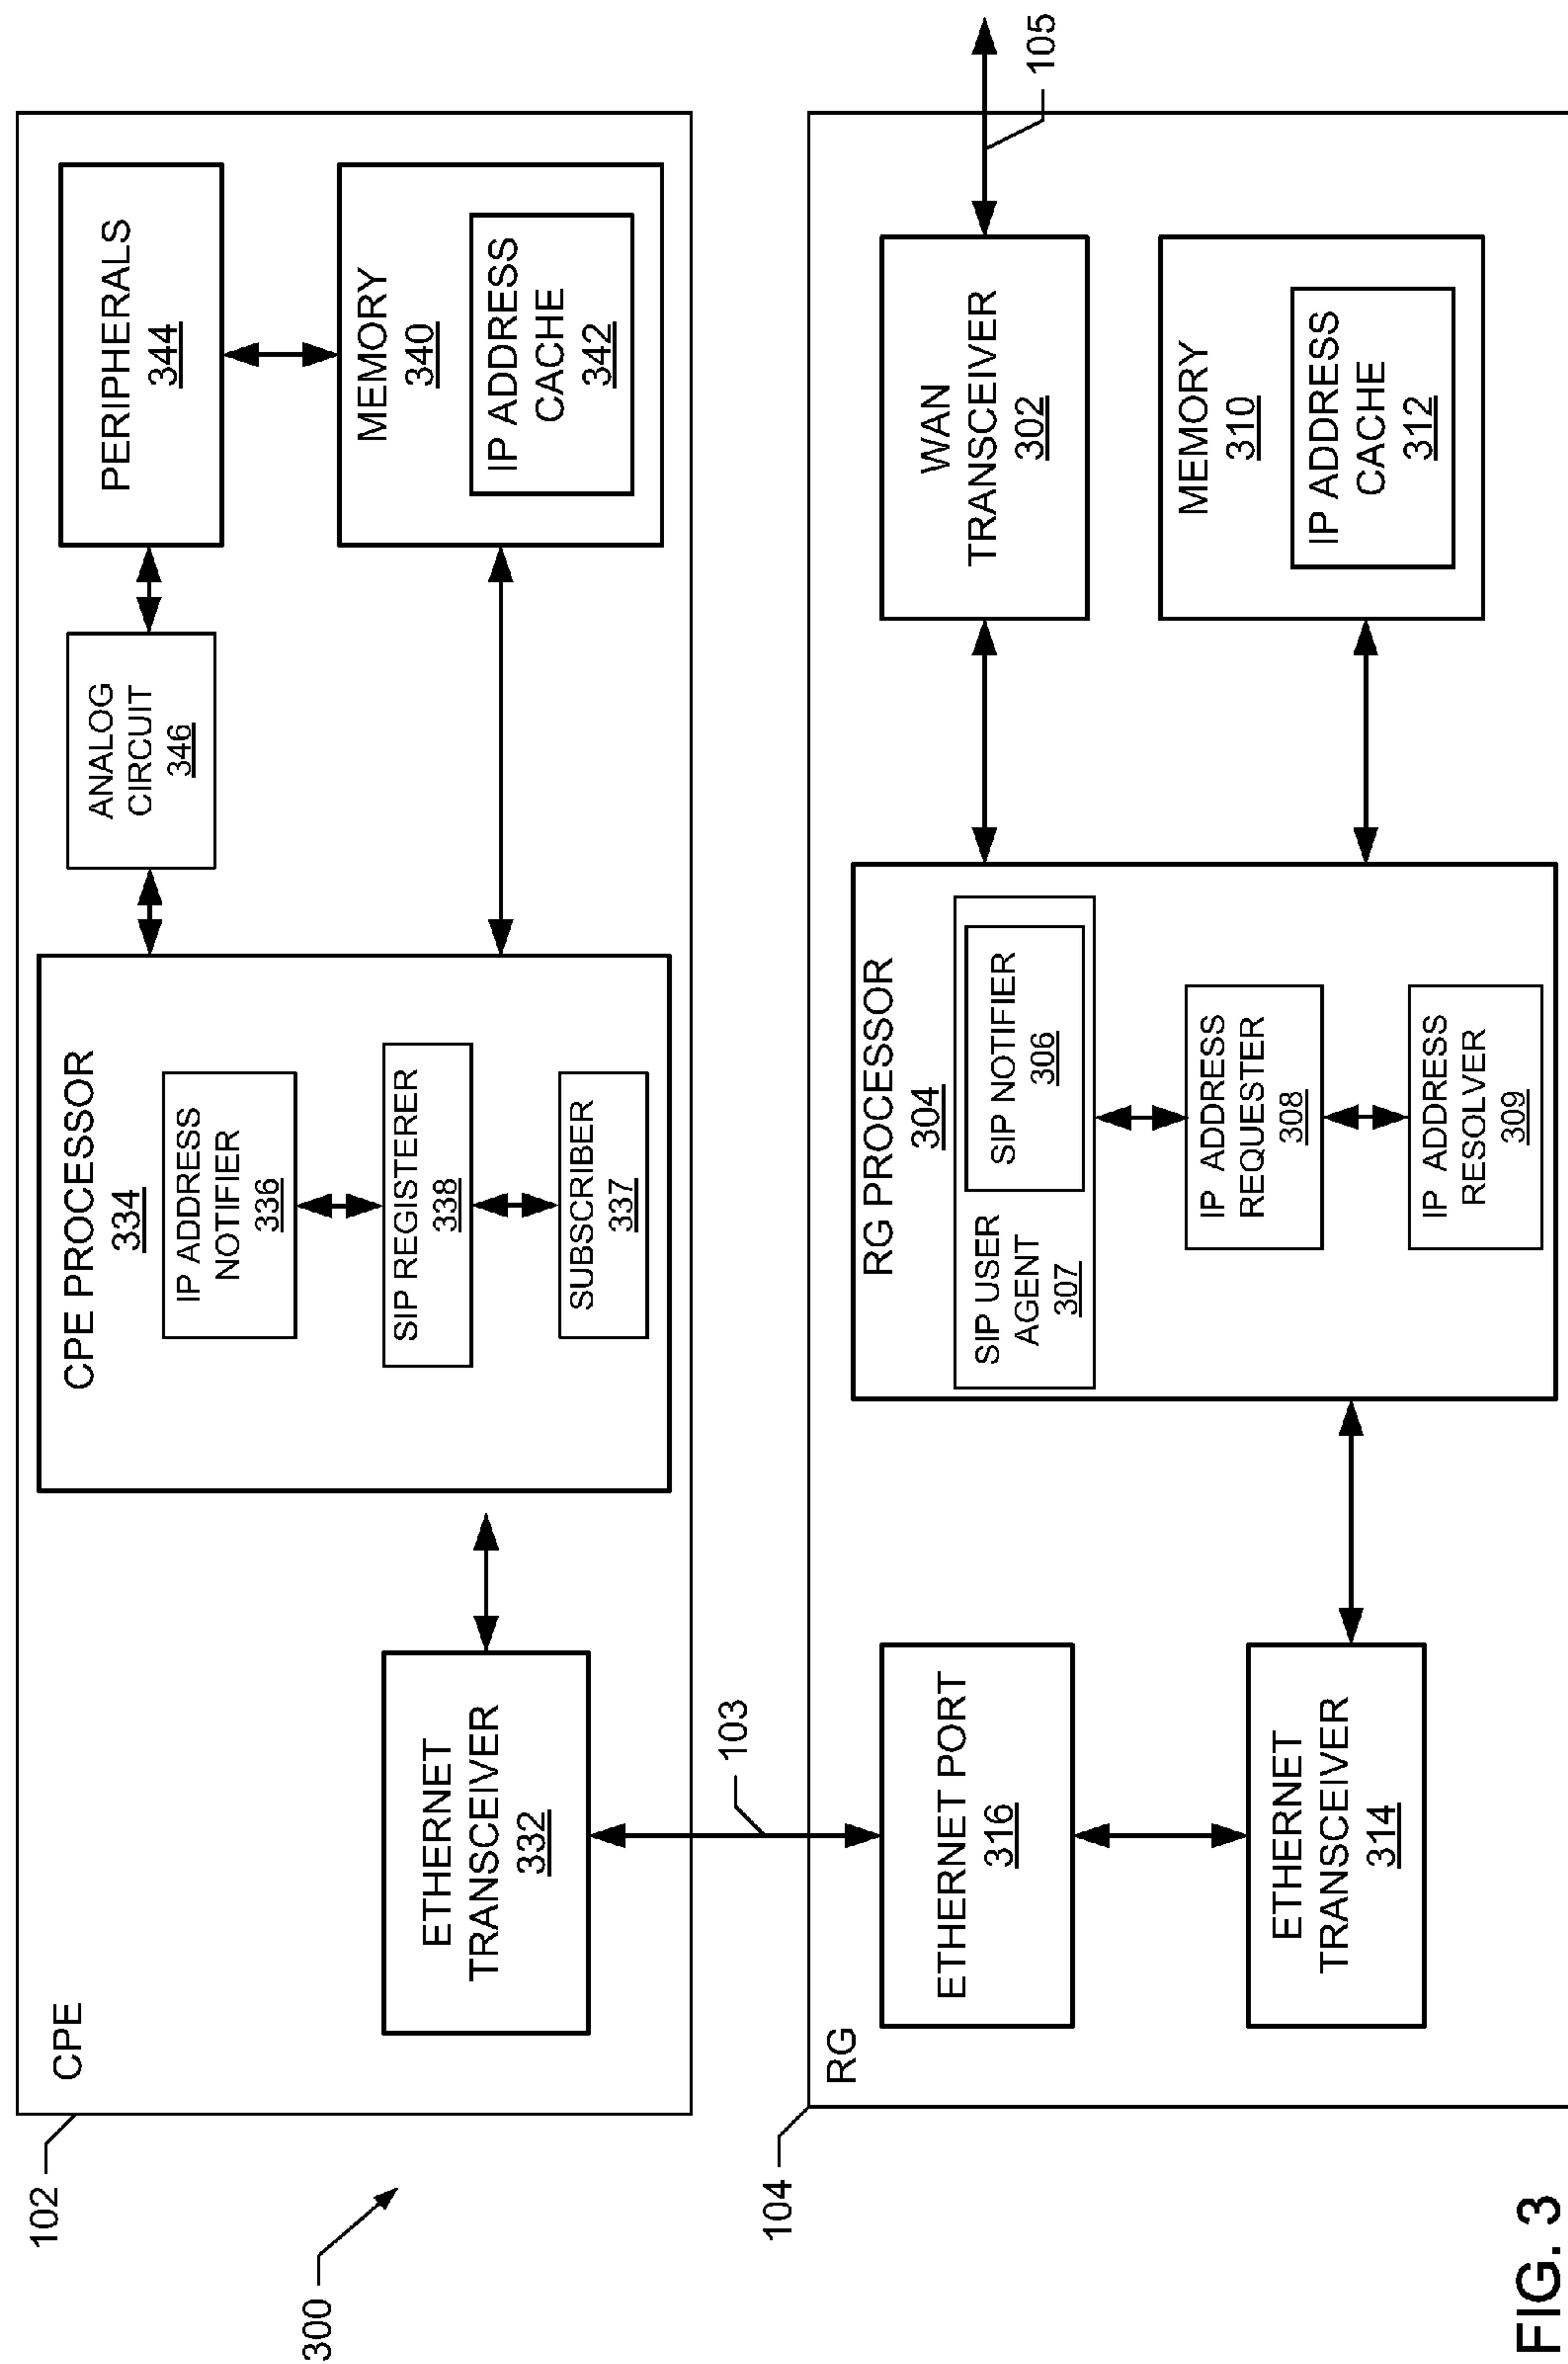 300
102
CPE
ETHERNET
TRANSCEIVER
332
CPE PROCESSOR
334
IP ADDRESS
NOTIFIER
336
SIP REGISTERER
338
SUBSCRIBER
337
ANALOG
CIRCUIT
346
PERIPHERALS
344
MEMORY
340
IP ADDRESS
CACHE
342
103
104
RG
ETHERNET PORT
316
ETHERNET
TRANSCEIVER
314
RG PROCESSOR
304
SIP USER
AGENT
307
SIP NOTIFIER
306
IP ADDRESS
REQUESTER
308
IP ADDRESS
RESOLVER
309
WAN
TRANSCEIVER
302
MEMORY
310
IP ADDRESS
CACHE
312
105
FIG. 3